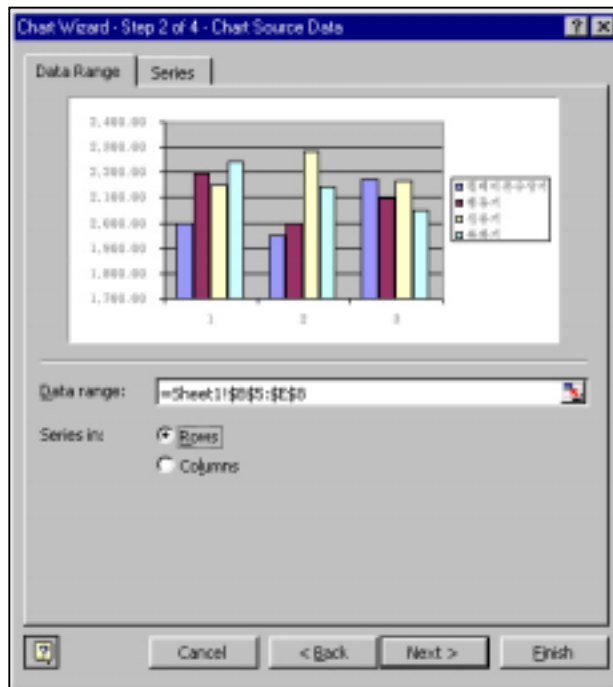 Chart Wizard - Step 2 of 4 - Chart Source Data
Data Range
Series
2,400.00
2,300.00
2,200.00
2,100.00
2,000.00
1,900.00
1,800.00
1,700.00
1
2
3
Data range:
=Sheet1!$B$5:$E$8
Series in:
Rows
Columns
Cancel
< Back
Next >
Finish